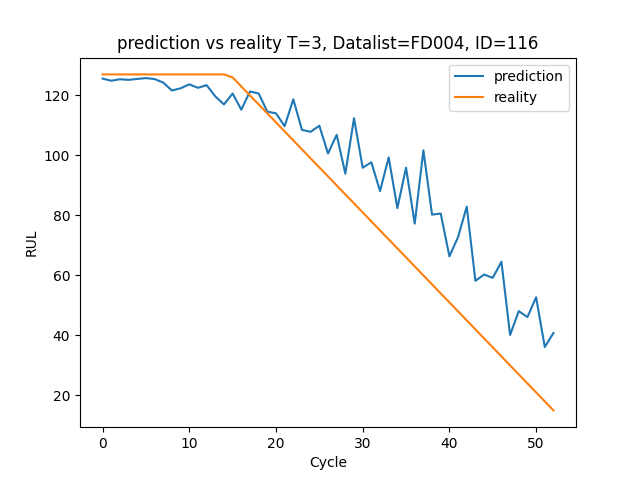 prediction vs reality T=3, Datalist=FD004, ID=116
prediction
reality
RUL
120
100
80
60
40
20
0 10 20 30 40 50
Cycle